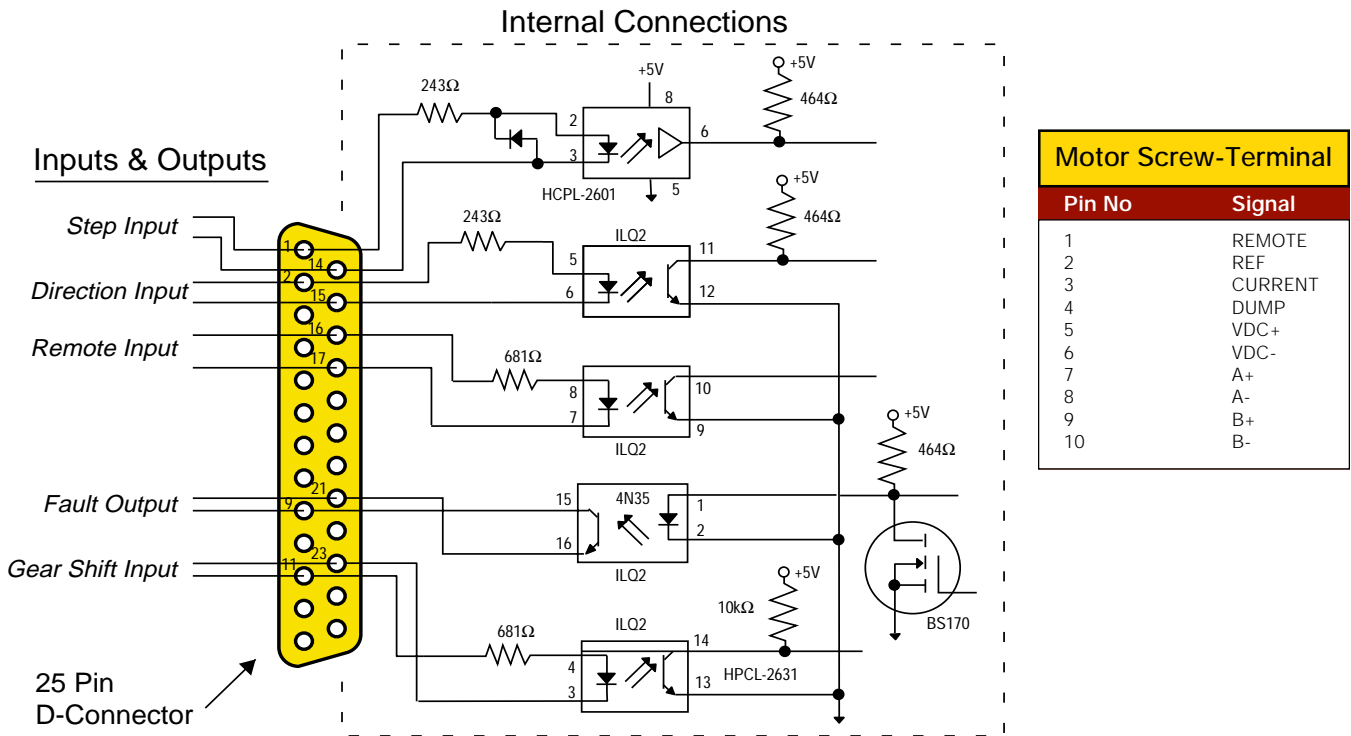 Internal Connections
Inputs & Outputs
Step Input
Direction Input
Remote Input
Fault Output
Gear Shift Input
25 Pin
D-Connector
1
14
2
15
16
17
21
9
23
11
243Ω
+5V
8
2
3
6
5
HCPL-2601
+5V
464Ω
243Ω
ILQ2
5
6
11
12
+5V
464Ω
681Ω
8
7
10
9
ILQ2
15
16
4N35
1
2
ILQ2
+5V
464Ω
BS170
681Ω
ILQ2
4
3
14
13
HPCL-2631
10kΩ
+5V
Motor Screw-Terminal
Pin No Signal
1 REMOTE
2 REF
3 CURRENT
4 DUMP
5 VDC+
6 VDC-
7 A+
8 A-
9 B+
10 B-